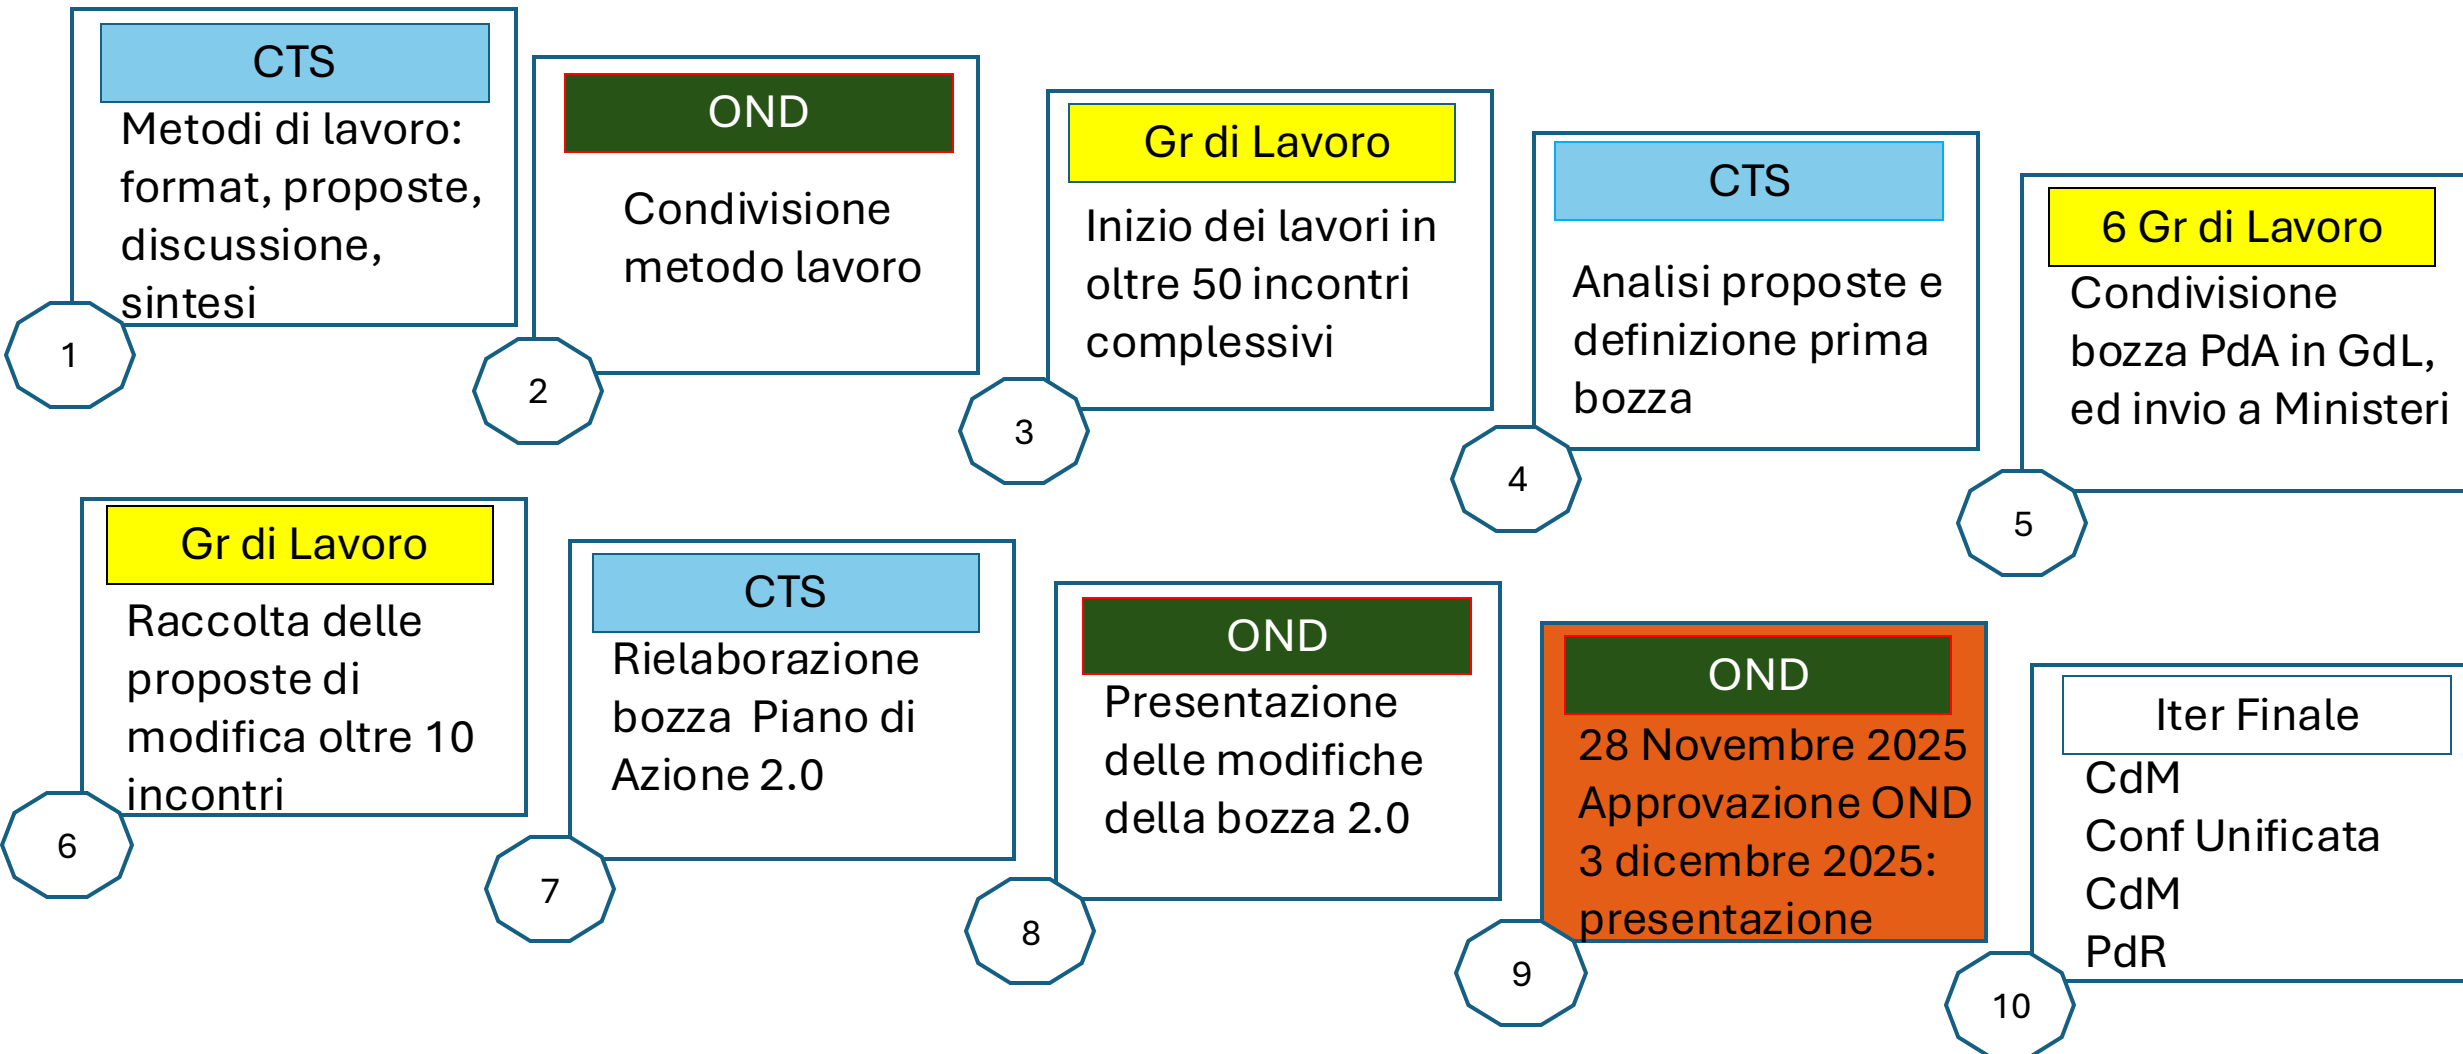 CTS
Metodi di lavoro:
format, proposte,
discussione,
sintesi
1
OND
Condivisione
metodo lavoro
2
Gr di Lavoro
Inizio dei lavori in
oltre 50 incontri
complessivi
3
CTS
Analisi proposte e
definizione prima
bozza
4
6 Gr di Lavoro
Condivisione
bozza PdA in GdL,
ed invio a Ministeri
5
Gr di Lavoro
Raccolta delle
proposte di
modifica oltre 10
incontri
6
CTS
Rielaborazione
bozza  Piano di
Azione 2.0
7
OND
Presentazione
delle modifiche
della bozza 2.0
8
OND
28 Novembre 2025
Approvazione OND
3 dicembre 2025:
presentazione
9
Iter Finale
CdM
Conf Unificata
CdM
PdR
10